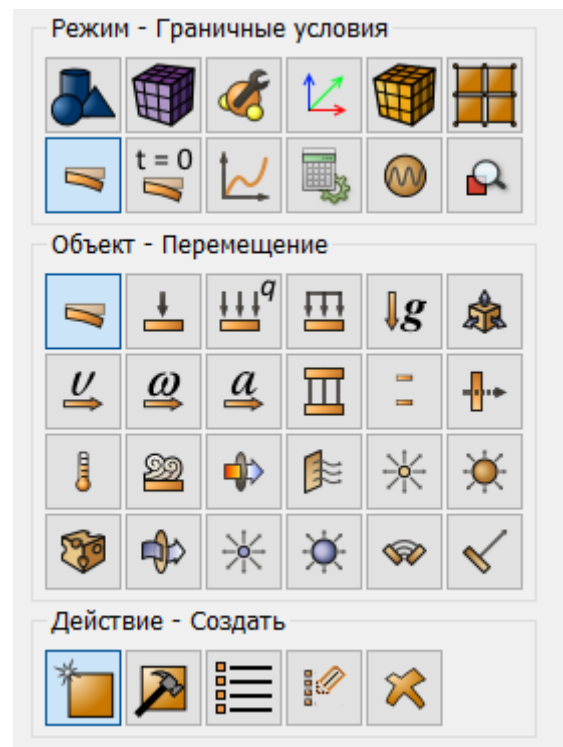 Режим - Граничные условия
t = 0
Объект - Перемещение
q
g
υ ω a
Действие - Создать